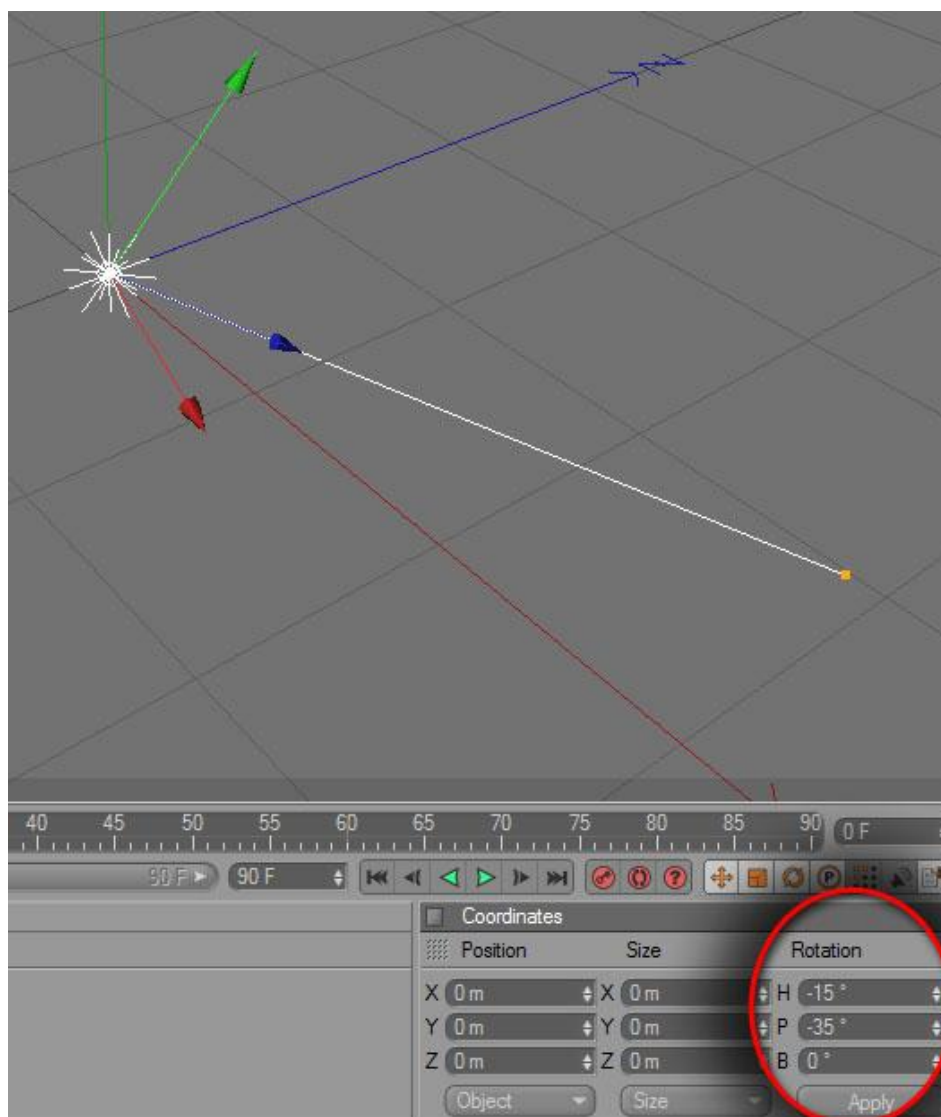 40 45 50 55 60 65 70 75 80 85 90 0 F
90 F 90 F P
Coordinates
Position Size Rotation
X 0 m X 0 m H -15 °
Y 0 m Y 0 m P -35 °
Z 0 m Z 0 m B 0 °
Object Size Apply